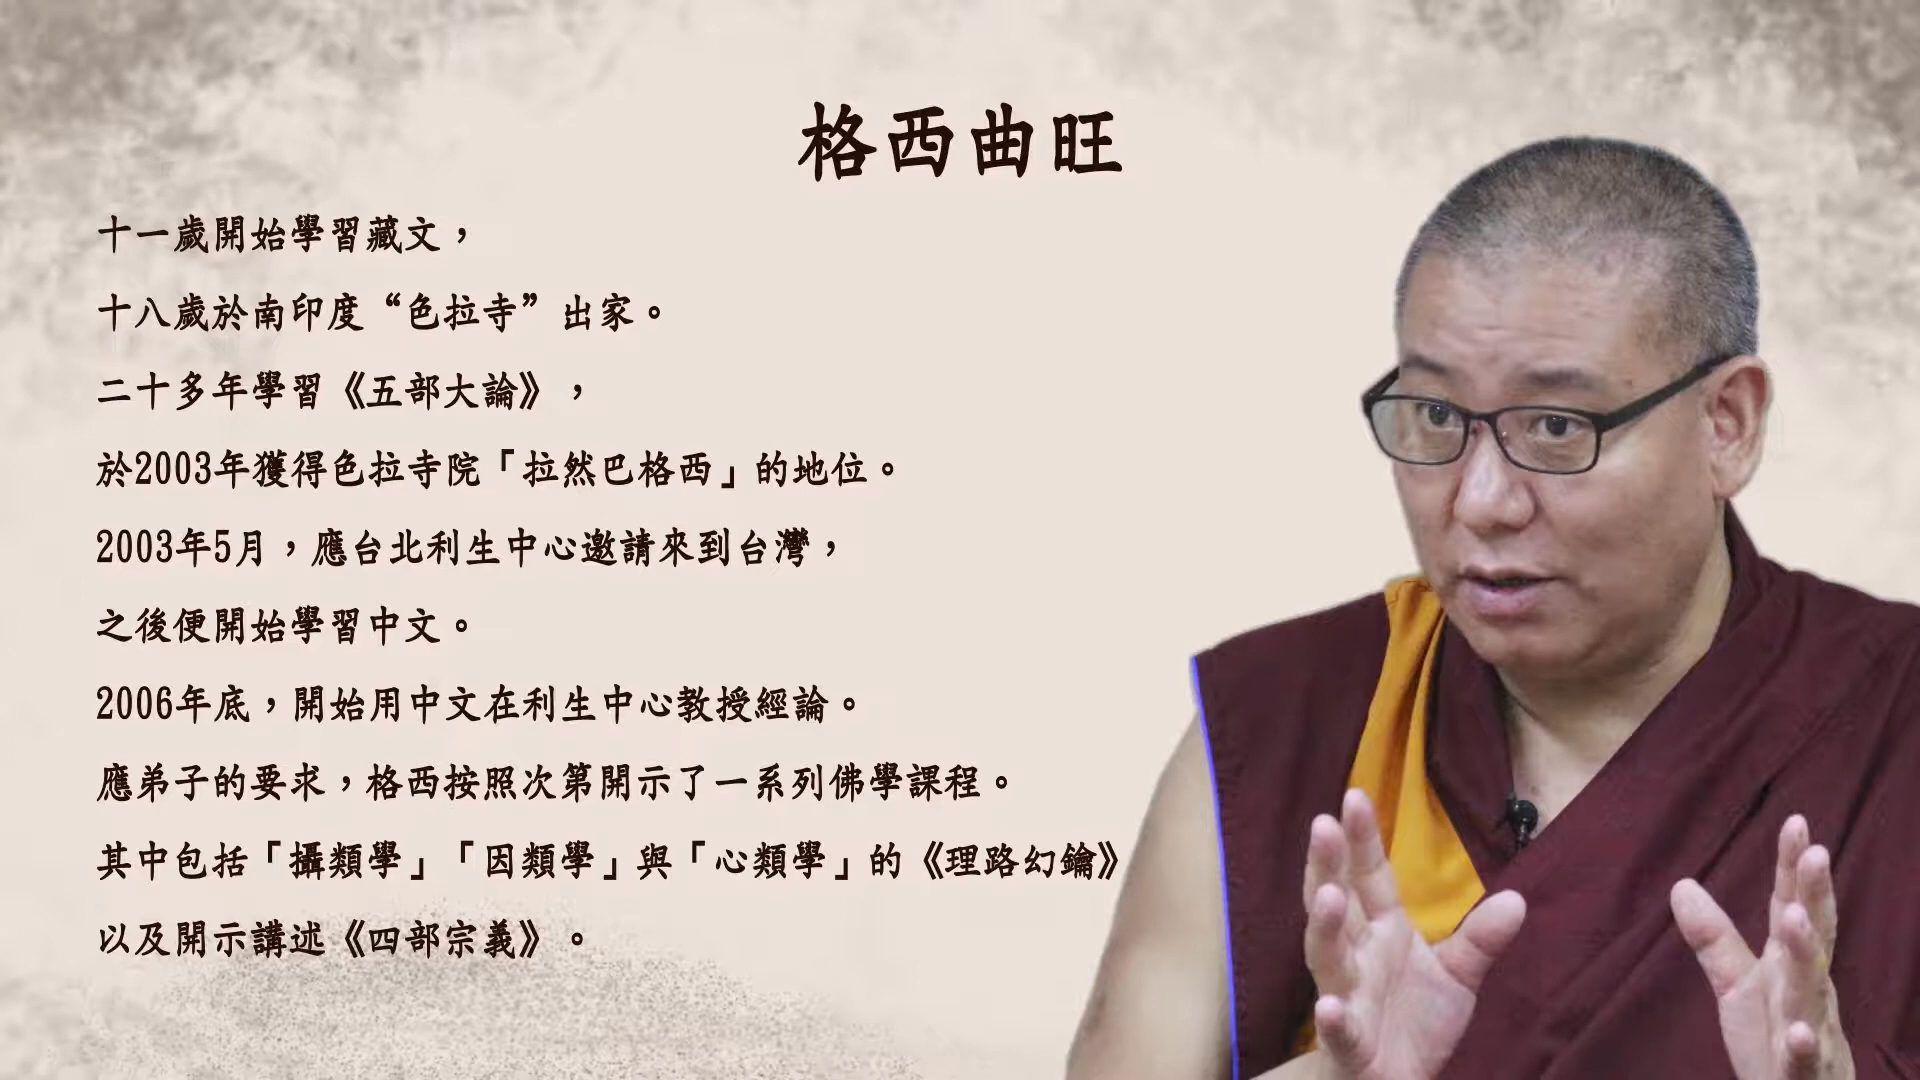 格西曲旺
十一歲開始學習藏文，
十八歲於南印度“色拉寺”出家。
二十多年學習《五部大論》，
於2003年獲得色拉寺院「拉然巴格西」的地位。
2003年5月，應台北利生中心邀請來到台灣，
之後便開始學習中文。
2006年底，開始用中文在利生中心教授經論。
應弟子的要求，格西按照次第開示了一系列佛學課程。
其中包括「攝類學」「因類學」與「心類學」的《理路幻鑰》
以及開示講述《四部宗義》。